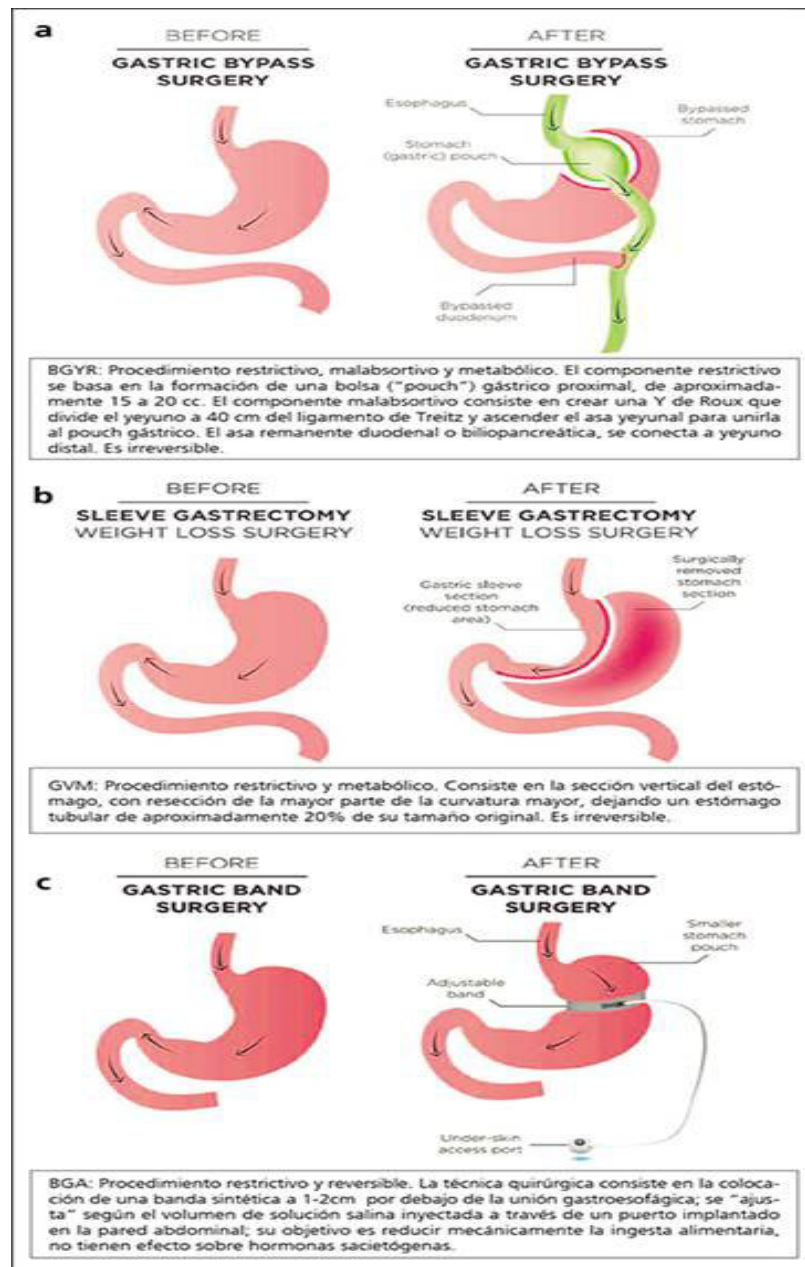 a
BEFORE
GASTRIC BYPASS
SURGERY
AFTER
GASTRIC BYPASS
SURGERY
Esophagus
Stomach
(gastric) pouch
Bypassed
stomach
Bypassed
duodenum
BGYR: Procedimiento restrictivo, malabsortivo y metabólico. El componente restrictivo
se basa en la formación de una bolsa (“pouch”) gástrico proximal, de aproximada-
mente 15 a 20 cc. El componente malabsortivo consiste en crear una Y de Roux que
divide el yeyuno a 40 cm del ligamento de Treitz y ascender el asa yeyunal para unirla
al pouch gástrico. El asa remanente duodenal o biliopancreática, se conecta a yeyuno
distal. Es irreversible.
b
BEFORE
SLEEVE GASTRECTOMY
WEIGHT LOSS SURGERY
AFTER
SLEEVE GASTRECTOMY
WEIGHT LOSS SURGERY
Gastric sleeve
section
(reduced stomach
area)
Surgically
removed
stomach
section
GVM: Procedimiento restrictivo y metabólico. Consiste en la sección vertical del estó-
mago, con resección de la mayor parte de la curvatura mayor, dejando un estómago
tubular de aproximadamente 20% de su tamaño original. Es irreversible.
c
BEFORE
GASTRIC BAND
SURGERY
AFTER
GASTRIC BAND
SURGERY
Esophagus
Adjustable
band
Smaller
stomach
pouch
Under-skin
access port
BGA: Procedimiento restrictivo y reversible. La técnica quirúrgica consiste en la coloca-
ción de una banda sintética a 1-2cm por debajo de la unión gastroesofágica; se “ajus-
ta” según el volumen de solución salina inyectada a través de un puerto implantado
en la pared abdominal; su objetivo es reducir mecánicamente la ingesta alimentaria,
no tienen efecto sobre hormonas sacietógenas.